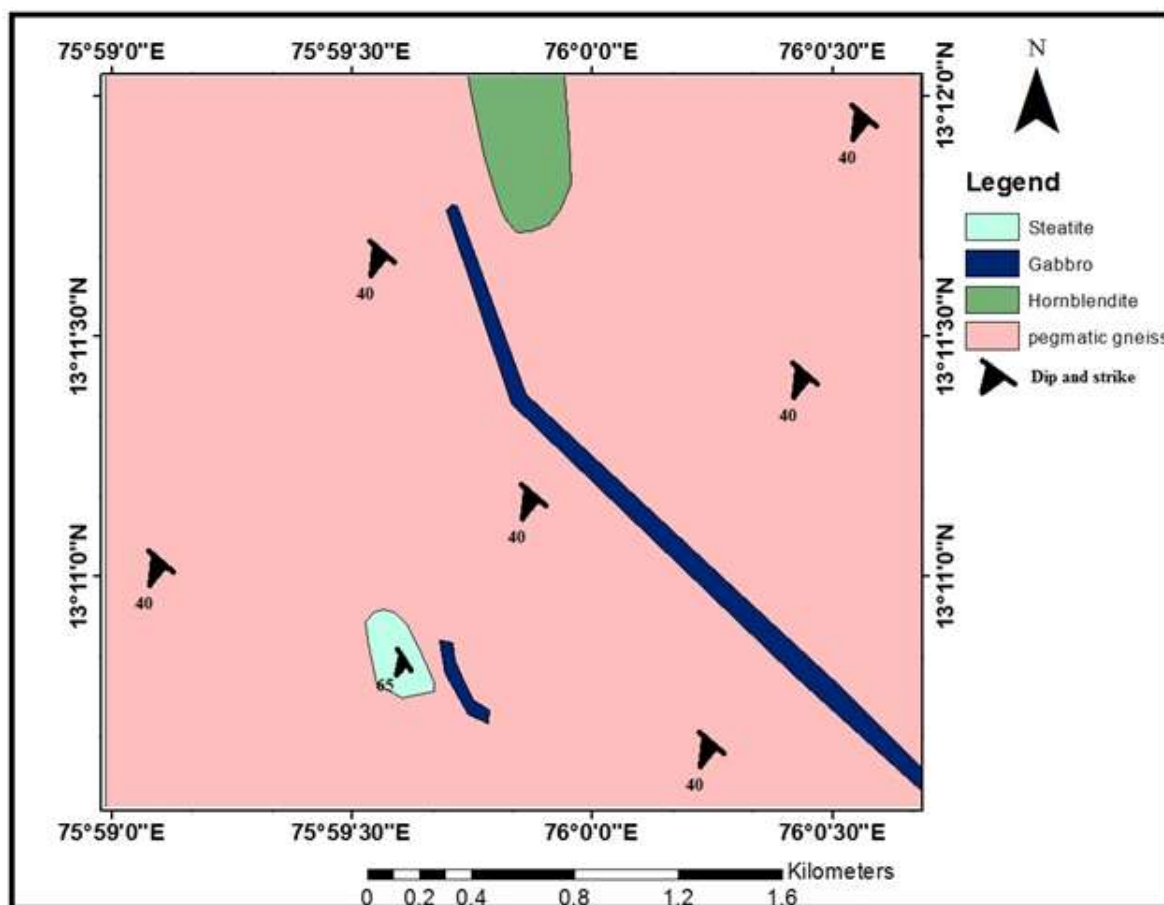 75°59'0"E 75°59'30"E 76°0'0"E 76°0'30"E
N
13°12'0"N
13°12'0"N
40
Legend
Steatite
Gabbro
Hornblendite
pegmatic gneiss
Dip and strike
40
13°11'30"N
13°11'30"N
40
40
13°11'0"N
13°11'0"N
40
65
40
75°59'0"E 75°59'30"E 76°0'0"E 76°0'30"E
Kilometers
0 0.2 0.4 0.8 1.2 1.6